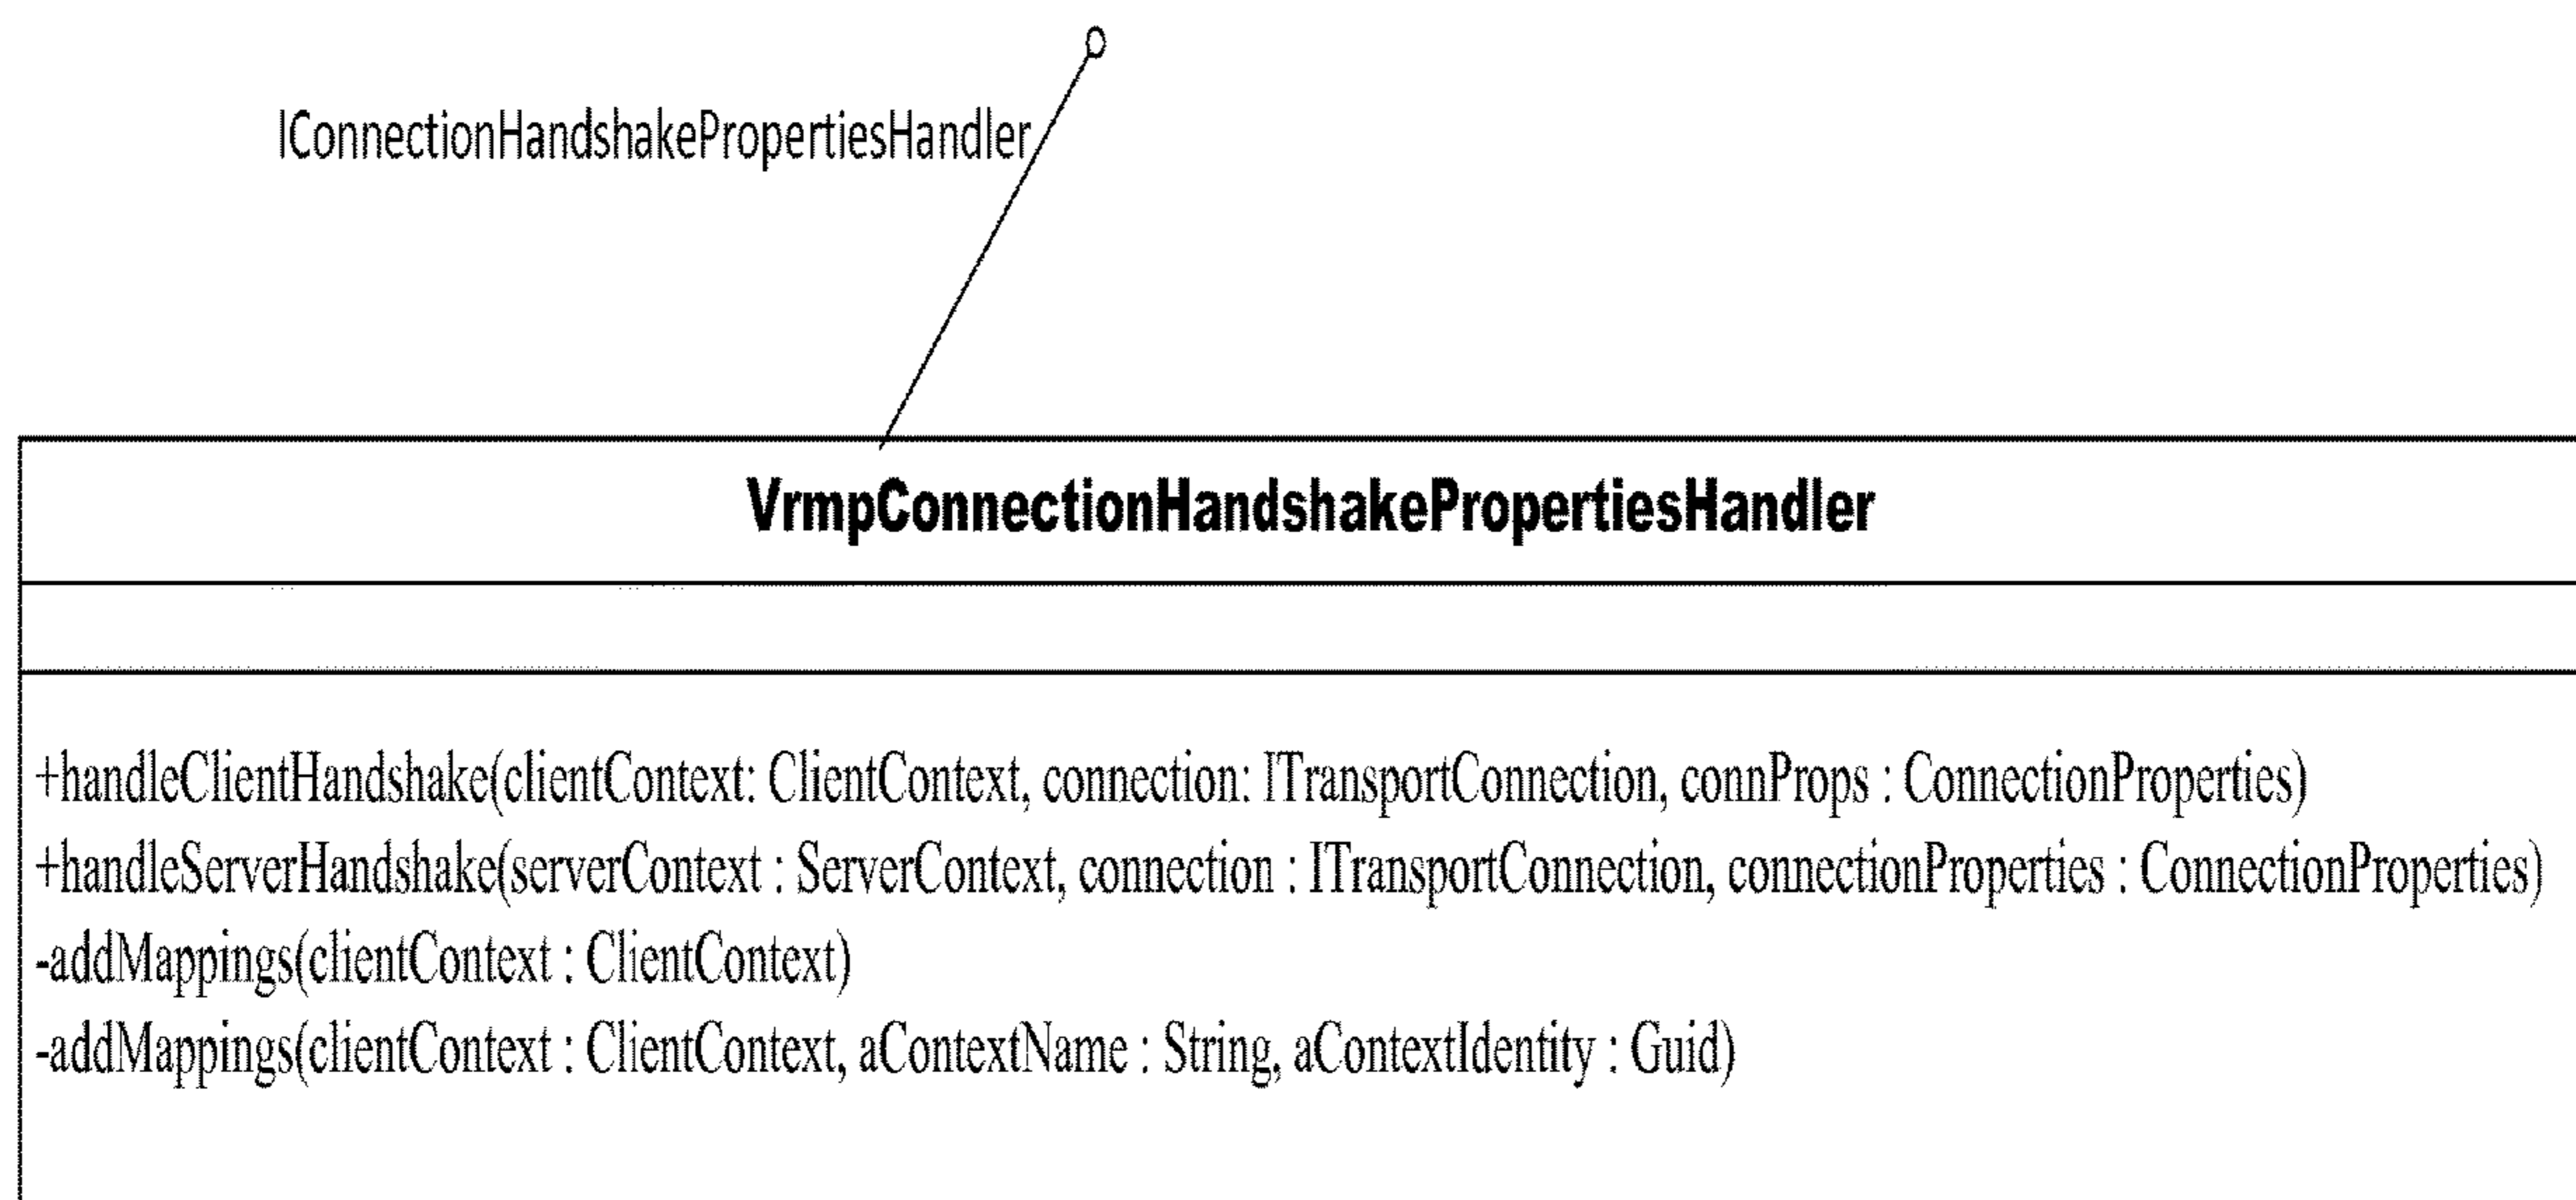 IConnectionHandshakePropertiesHandler
VrmpConnectionHandshakePropertiesHandler
+handleClientHandshake(clientContext: ClientContext, connection: ITransportConnection, connProps : ConnectionProperties)
+handleServerHandshake(serverContext : ServerContext, connection : ITransportConnection, connectionProperties : ConnectionProperties)
-addMappings(clientContext : ClientContext)
-addMappings(clientContext : ClientContext, aContextName : String, aContextIdentity : Guid)